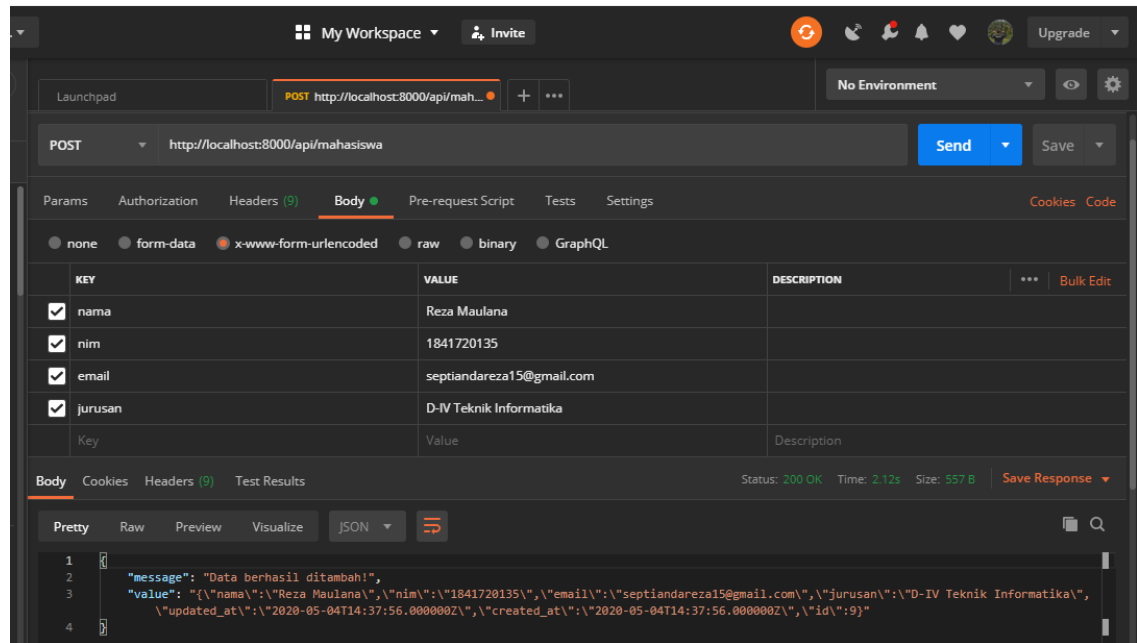 My Workspace Invite Upgrade
Launchpad POST http://localhost:8000/api/mah... No Environment
POST http://localhost:8000/api/mahasiswa Send Save
Params Authorization Headers (9) Body Pre-request Script Tests Settings Cookies Code
none form-data x-www-form-urlencoded raw binary GraphQL
KEY VALUE DESCRIPTION Bulk Edit
nama Reza Maulana
nim 1841720135
email septiandareza15@gmail.com
jurusan D-IV Teknik Informatika
Key Value Description
Body Cookies Headers (9) Test Results Status: 200 OK Time: 2.12s Size: 557 B Save Response
Pretty Raw Preview Visualize JSON
1 {
2 "message": "Data berhasil ditambah!",
3 "value": "{\"nama\":\"Reza Maulana\",\"nim\":\"1841720135\",\"email\":\"septiandareza15@gmail.com\",\"jurusan\":\"D-IV Teknik Informatika\",
\"updated_at\":\"2020-05-04T14:37:56.000000Z\",\"created_at\":\"2020-05-04T14:37:56.000000Z\",\"id\":9}"
4 }